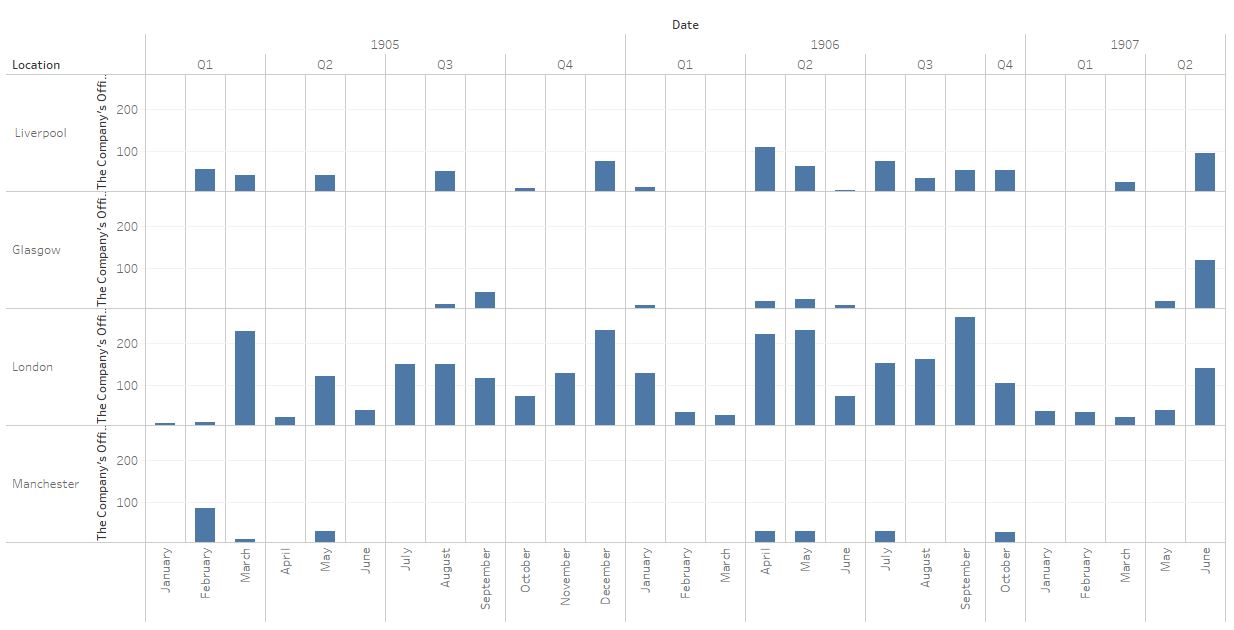 Date
1905 1906 1907
Location Q1 Q2 Q3 Q4 Q1 Q2 Q3 Q4 Q1 Q2
Liverpool The Company's Offi.. 200 100
Glasgow The Company's Offi.. 200 100
London The Company's Offi.. 200 100
Manchester The Company's Offi.. 200 100
January February March April May June July August September October November December January February March April May June July August September October January February March May June